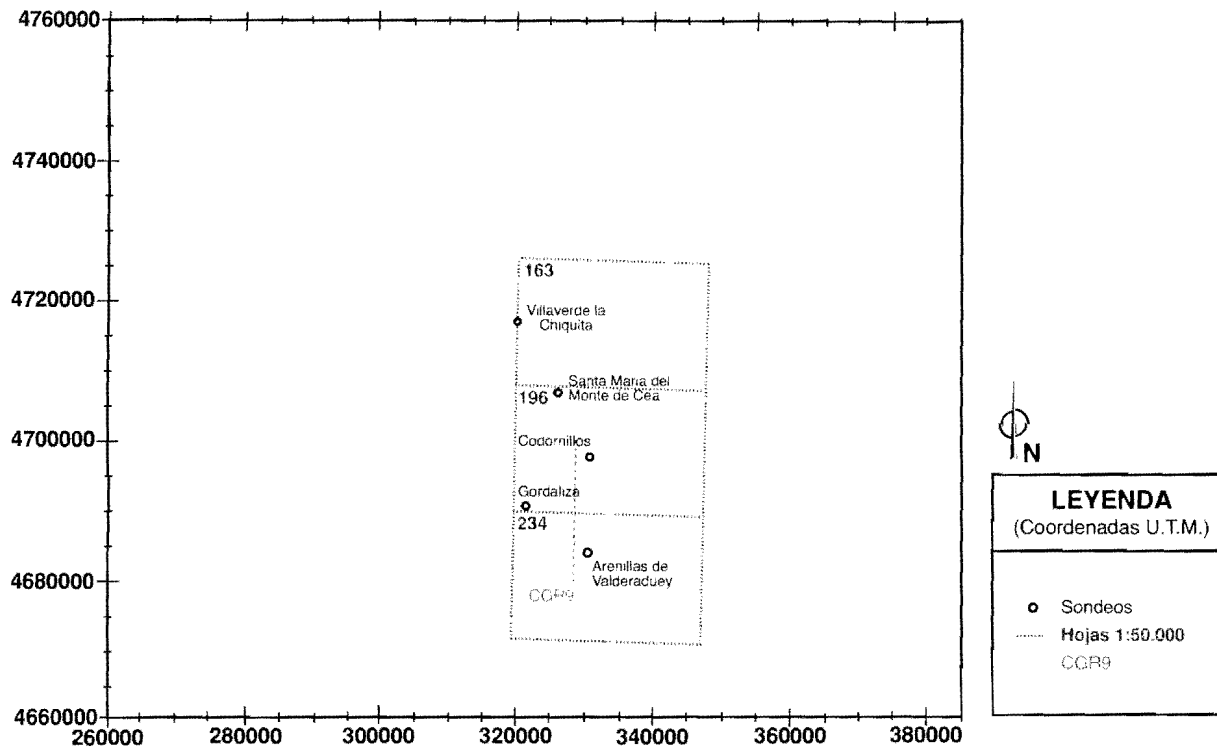 4760000
4740000
4720000
4700000
4680000
4660000
260000
280000
300000
320000
340000
360000
380000
163
Villaverde la
Chiquita
196
Santa Maria del
Monte de Cea
Codornillos
Gordaliza
234
Arenillas de
Valderaduey
CGR9
N
LEYENDA
(Coordenadas U.T.M.)
Sondeos
Hojas 1:50.000
CGR9